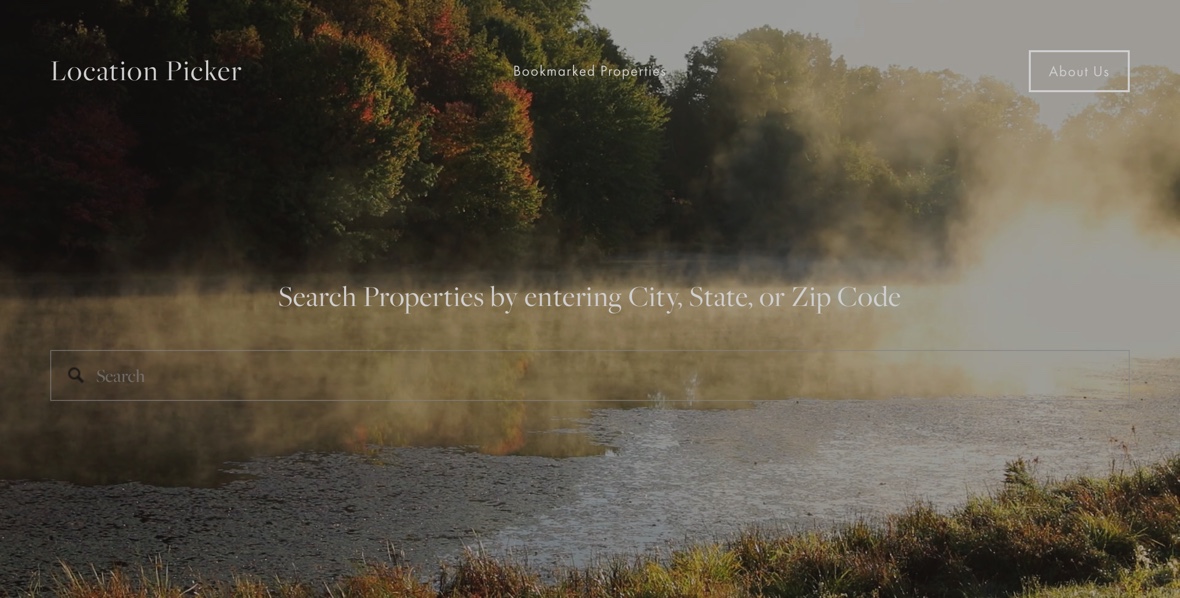 Location Picker
Bookmarked Properties
About Us
Search Properties by entering City, State, or Zip Code
Search